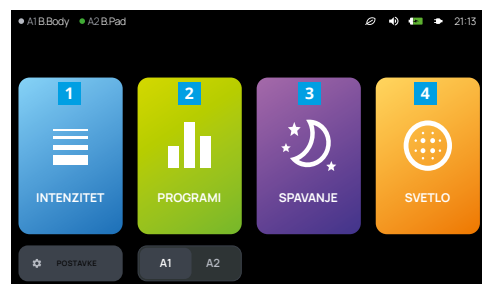 A1 B.Body A2 B.Pad 21:13
1 2 3 4
INTENZITET PROGRAMI SPAVANJE SVETLO
POSTAVKE A1 A2